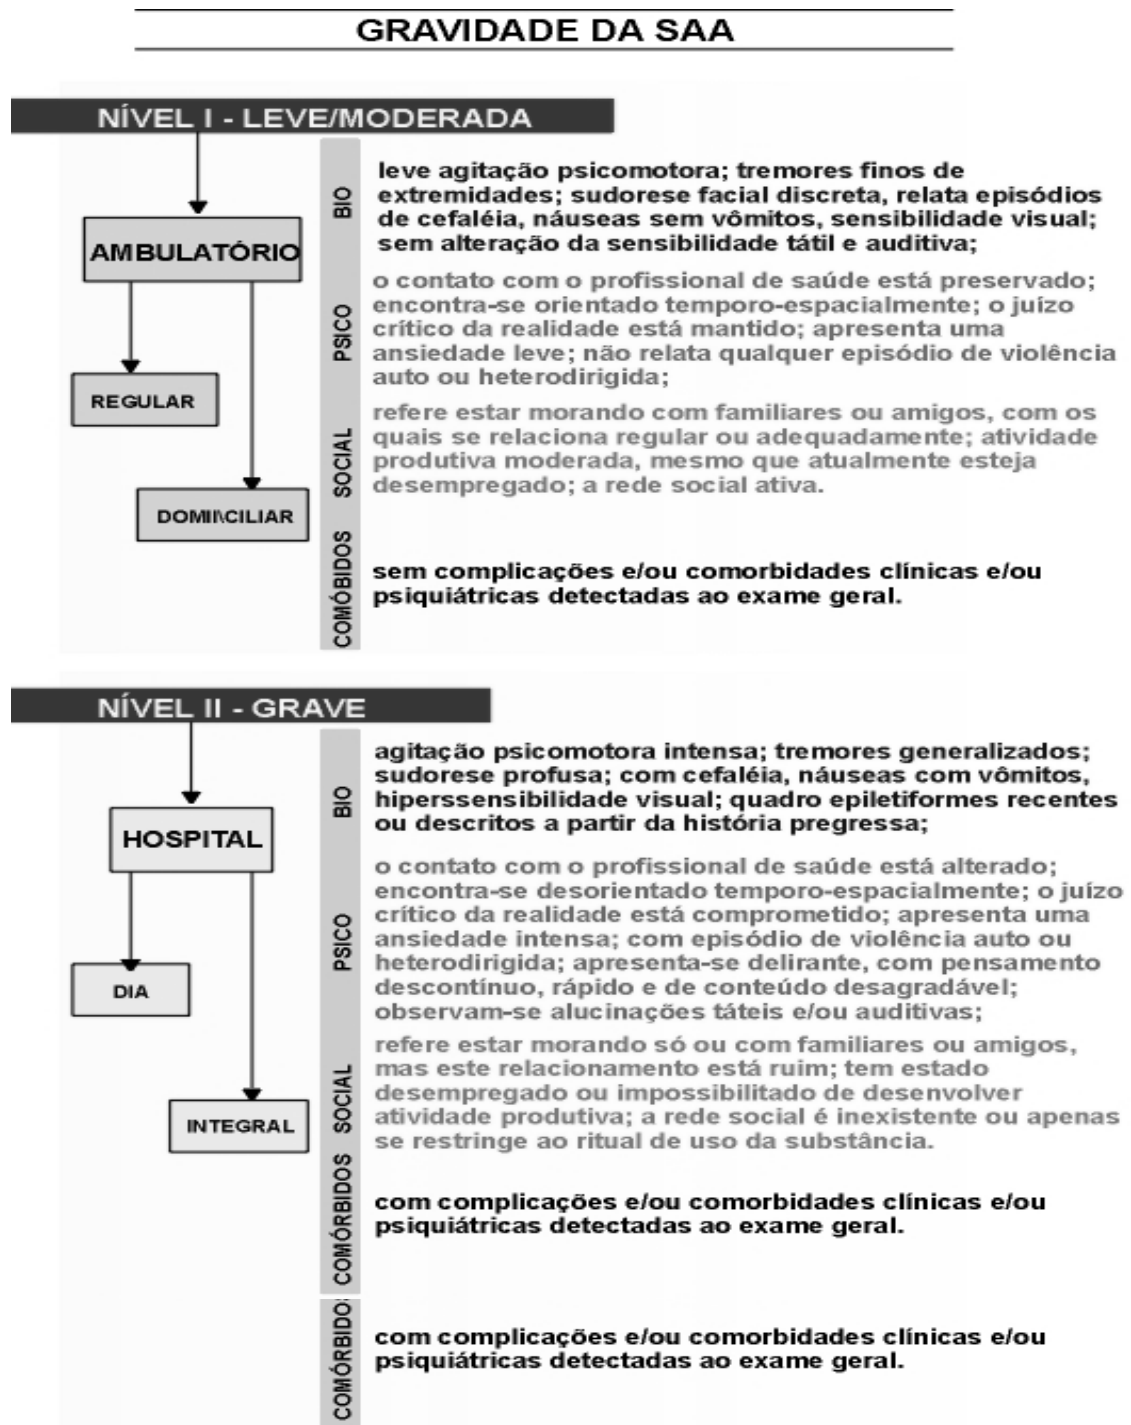 GRAVIDADE DA SAA
NÍVEL I - LEVE/MODERADA
AMBULATÓRIO
REGULAR
DOMINCILIAR
BIO
leve agitação psicomotora; tremores finos de
extremidades; sudorese facial discreta, relata episódios
de cefaléia, náuseas sem vômitos, sensibilidade visual;
sem alteração da sensibilidade tátil e auditiva;
PSICO
o contato com o profissional de saúde está preservado;
encontra-se orientado temporo-espacialmente; o juízo
crítico da realidade está mantido; apresenta uma
ansiedade leve; não relata qualquer episódio de violência
auto ou heterodirigida;
SOCIAL
refere estar morando com familiares ou amigos, com os
quais se relaciona regular ou adequadamente; atividade
produtiva moderada, mesmo que atualmente esteja
desempregado; a rede social ativa.
COMÓBIDOS
sem complicações e/ou comorbidades clínicas e/ou
psiquiátricas detectadas ao exame geral.
NÍVEL II - GRAVE
HOSPITAL
DIA
INTEGRAL
BIO
agitação psicomotora intensa; tremores generalizados;
sudorese profusa; com cefaléia, náuseas com vômitos,
hiperssensibilidade visual; quadro epiletiformes recentes
ou descritos a partir da história pregressa;
PSICO
o contato com o profissional de saúde está alterado;
encontra-se desorientado temporo-espacialmente; o juízo
crítico da realidade está comprometido; apresenta uma
ansiedade intensa; com episódio de violência auto ou
heterodirigida; apresenta-se delirante, com pensamento
descontínuo, rápido e de conteúdo desagradável;
observam-se alucinações táteis e/ou auditivas;
SOCIAL
refere estar morando só ou com familiares ou amigos,
mas este relacionamento está ruim; tem estado
desempregado ou impossibilitado de desenvolver
atividade produtiva; a rede social é inexistente ou apenas
se restringe ao ritual de uso da substância.
COMÓRBIDOS
com complicações e/ou comorbidades clínicas e/ou
psiquiátricas detectadas ao exame geral.
COMÓRBIDO
com complicações e/ou comorbidades clínicas e/ou
psiquiátricas detectadas ao exame geral.